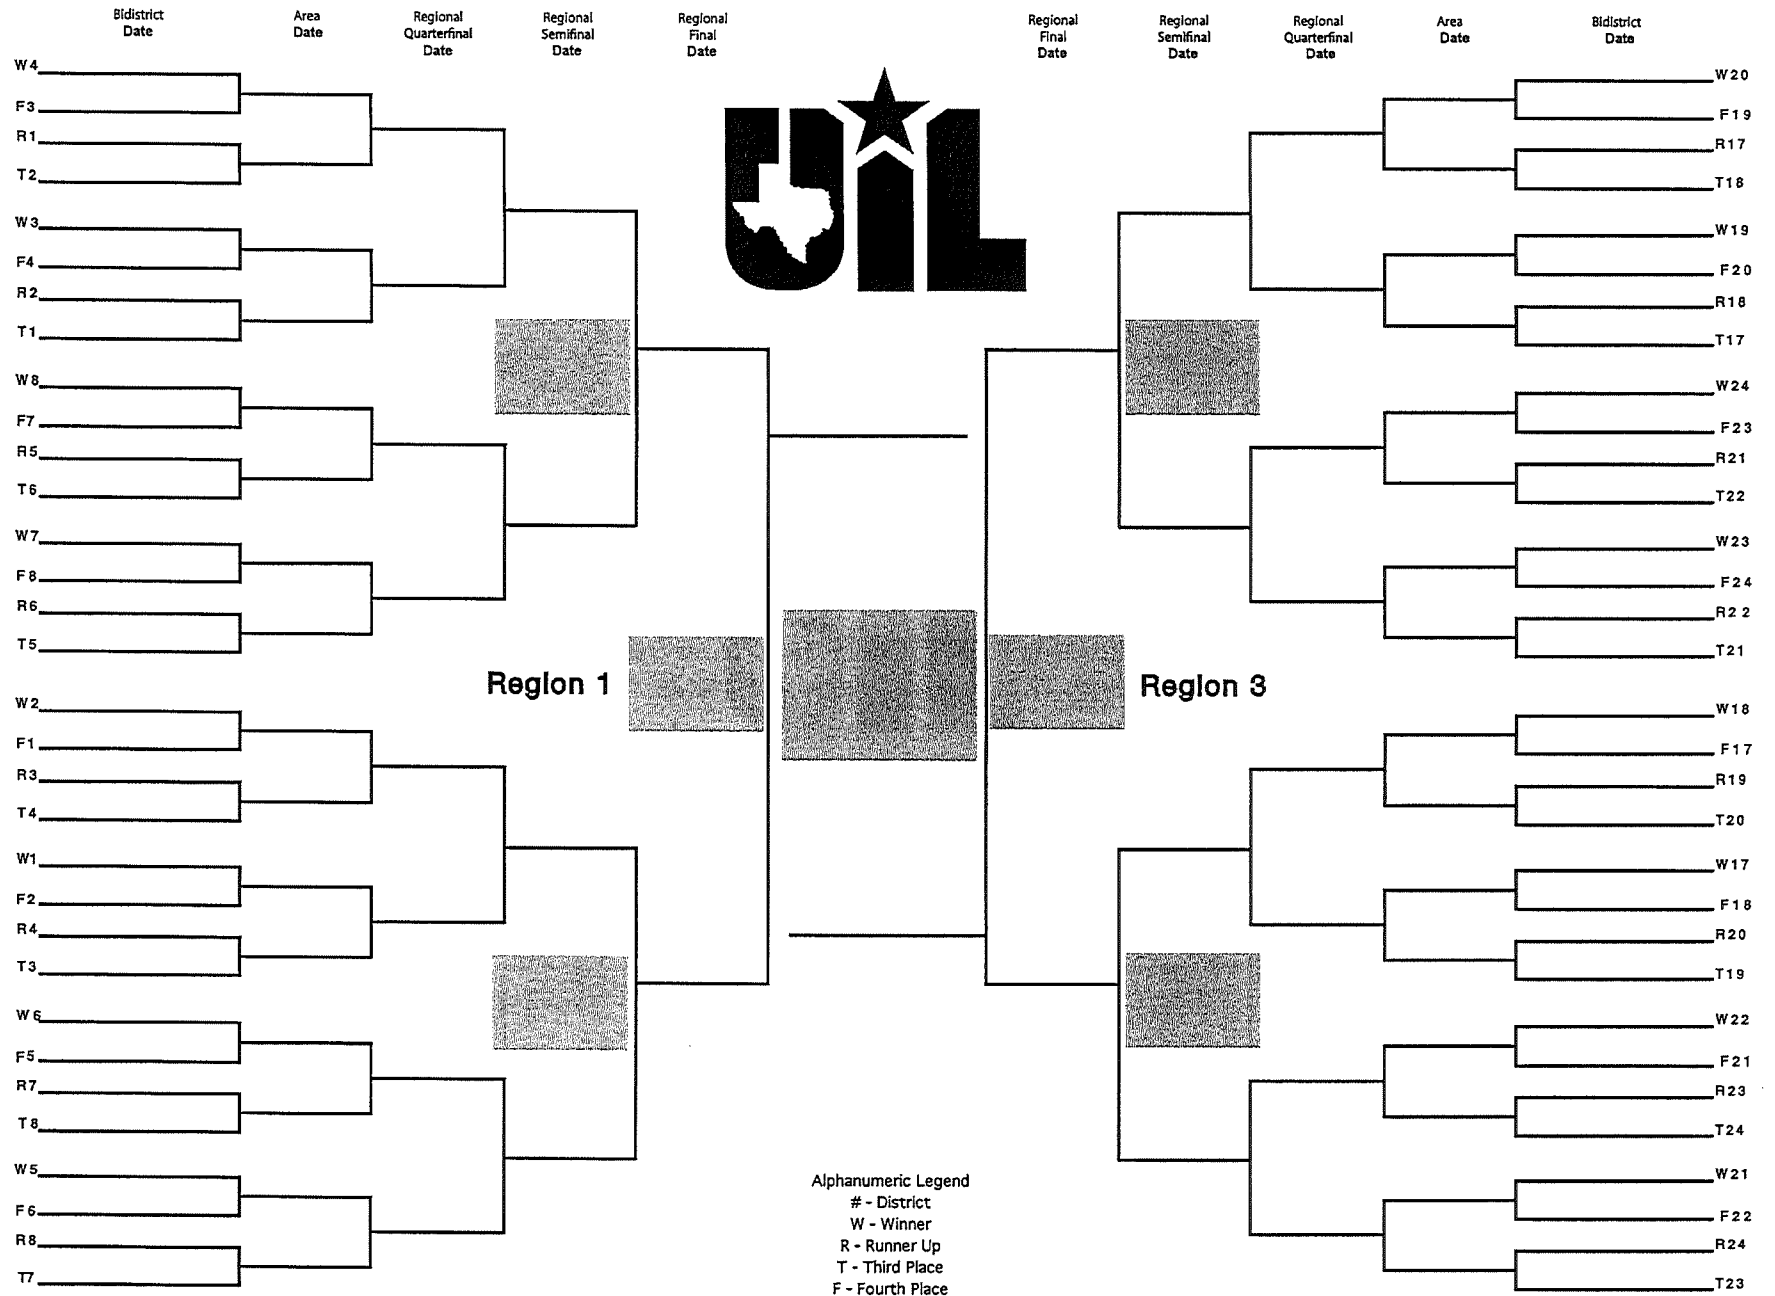 Bidistrict
Date
Area
Date
Regional
Quarterfinal
Date
Regional
Semifinal
Date
Regional
Final
Date
Regional
Final
Date
Regional
Semifinal
Date
Regional
Quarterfinal
Date
Area
Date
Bidistrict
Date
W4
F3
R1
T2
W3
F4
R2
T1
W8
F7
R5
T6
W7
F8
R6
T5
W2
F1
R3
T4
W1
F2
R4
T3
W6
F5
R7
T8
W5
F6
R8
T7
UIL
Region 1
Region 3
W20
F19
R17
T18
W19
F20
R18
T17
W24
F23
R21
T22
W23
F24
R22
T21
W18
F17
R19
T20
W17
F18
R20
T19
W22
F21
R23
T24
W21
F22
R24
T23
Alphanumeric Legend
# - District
W - Winner
R - Runner Up
T - Third Place
F - Fourth Place